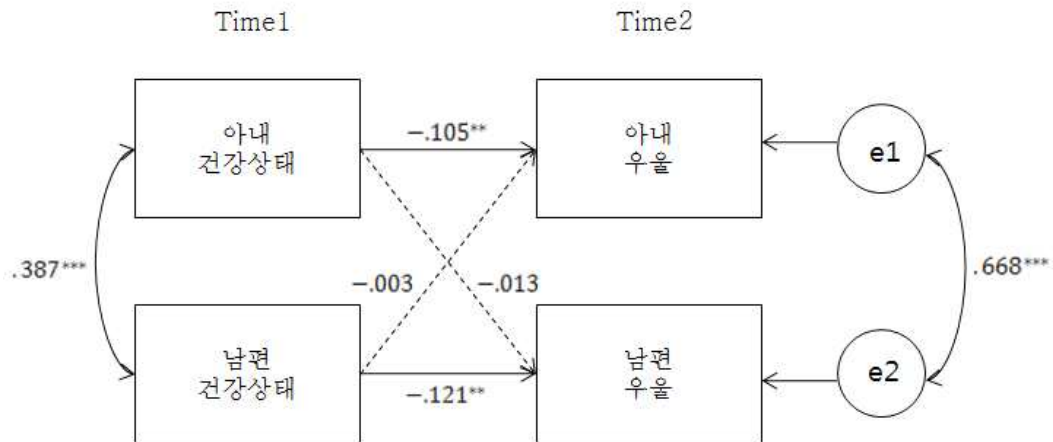 Time1
Time2
아내
건강상태
-.105**
아내
우울
e1
.387***
-.003
-.013
.668***
남편
건강상태
-.121**
남편
우울
e2